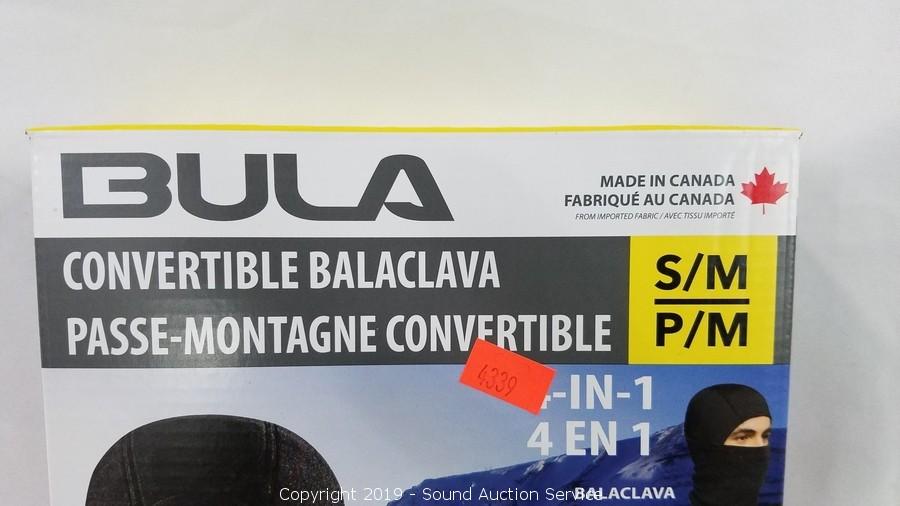 BULA
MADE IN CANADA
FABRIQUÉ AU CANADA
FROM IMPORTED FABRIC / AVEC TISSU IMPORTÉ
CONVERTIBLE BALACLAVA
PASSE-MONTAGNE CONVERTIBLE
S/M
P/M
4339
-IN-1
4 EN 1
BALACLAVA
Copyright 2019 - Sound Auction Service